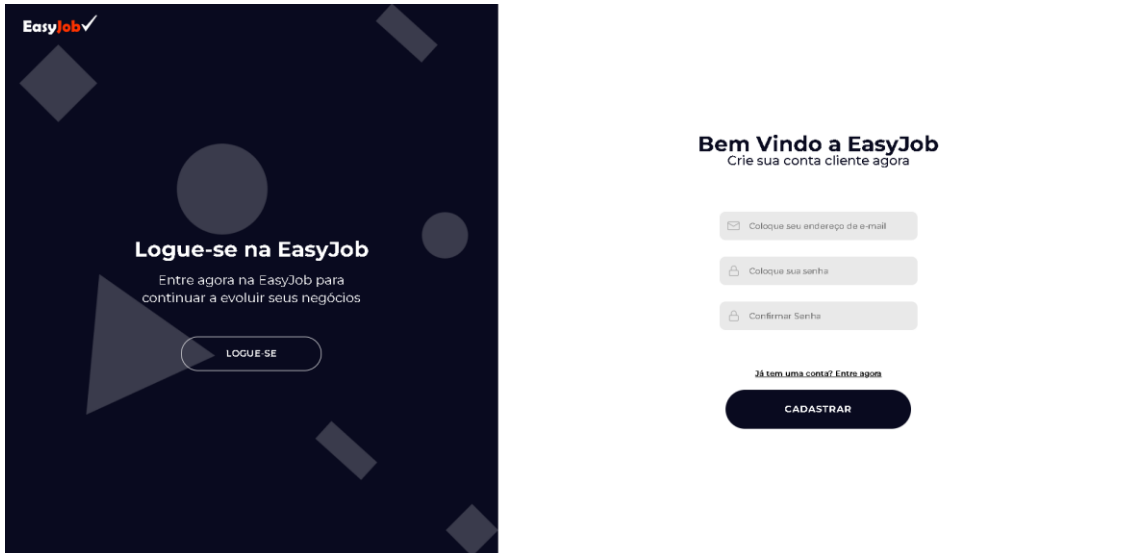 EasyJob
Logue-se na EasyJob
Entre agora na EasyJob para
continuar a evoluir seus negócios
LOGUE-SE
Bem Vindo a EasyJob
Crie sua conta cliente agora
Coloque seu endereço de e-mail
Coloque sua senha
Confirmar Senha
Já tem uma conta? Entre agora
CADASTRAR